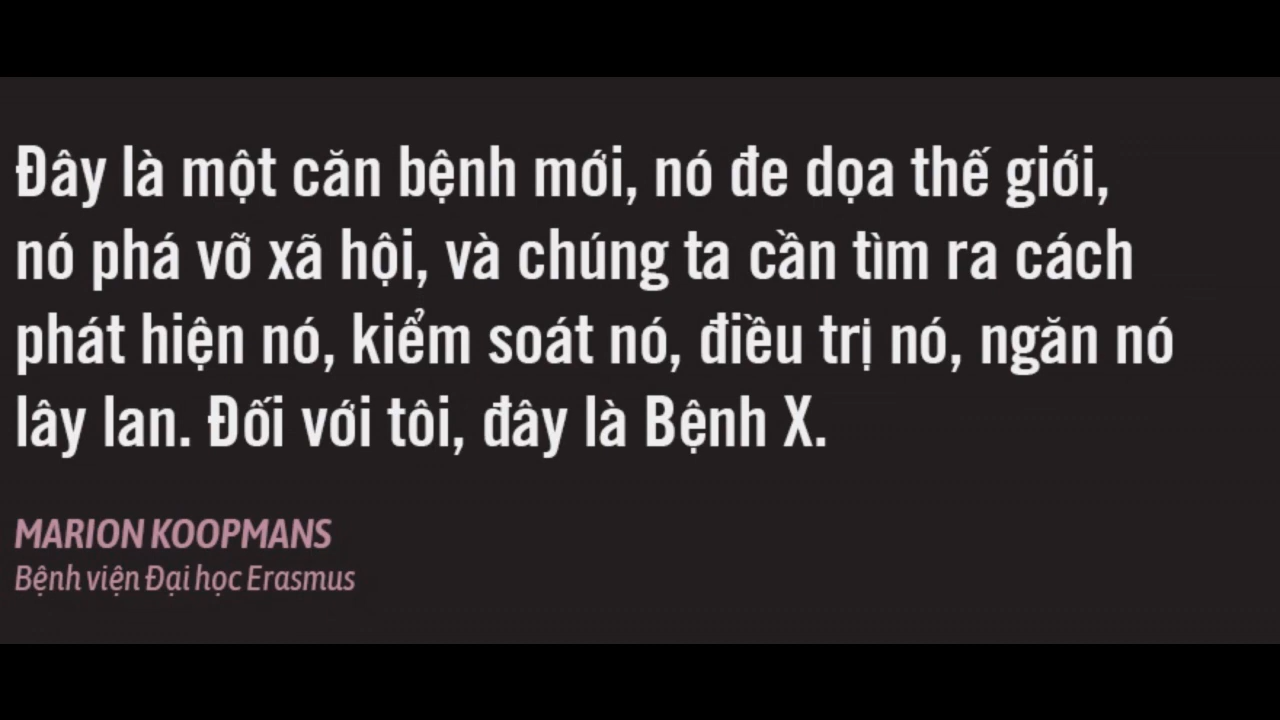 Đây là một căn bệnh mới, nó đe dọa thế giới,
nó phá vỡ xã hội, và chúng ta cần tìm ra cách
phát hiện nó, kiểm soát nó, điều trị nó, ngăn nó
lây lan. Đối với tôi, đây là Bệnh X.
MARION KOOPMANS
Bệnh viện Đại học Erasmus